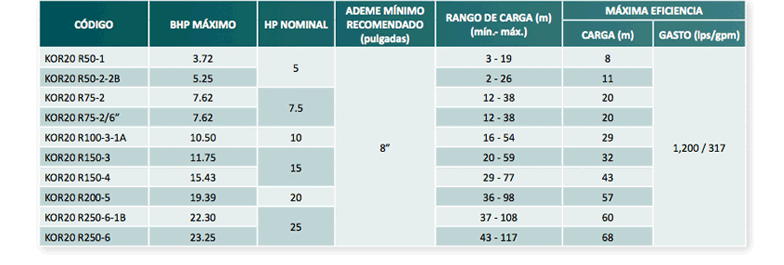 CÓDIGO BHP MÁXIMO HP NOMINAL ADEME MÍNIMO RECOMENDADO (pulgadas) RANGO DE CARGA (m) (mín.- máx.) MÁXIMA EFICIENCIA
CARGA (m) GASTO (lps/gpm)
KOR20 R50-1 3.72 5 8” 3 - 19 8 1,200 / 317
KOR20 R50-2-2B 5.25 2 - 26 11
KOR20 R75-2 7.62 7.5 12 - 38 20
KOR20 R75-2/6” 7.62 12 - 38 20
KOR20 R100-3-1A 10.50 10 16 - 54 29
KOR20 R150-3 11.75 15 20 - 59 32
KOR20 R150-4 15.43 29 - 77 43
KOR20 R200-5 19.39 20 36 - 98 57
KOR20 R250-6-1B 22.30 25 37 - 108 60
KOR20 R250-6 23.25 43 - 117 68